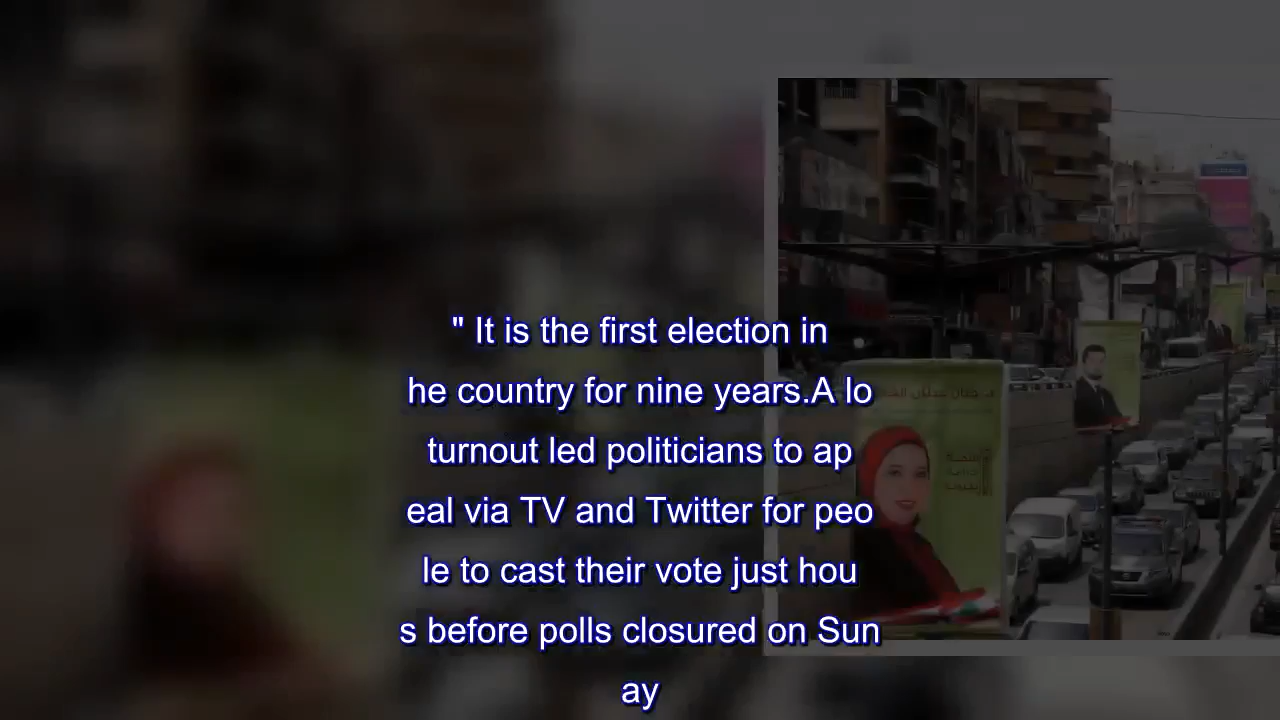 " It is the first election in
he country for nine years.A lo
turnout led politicians to ap
eal via TV and Twitter for peo
le to cast their vote just hou
s before polls closured on Sun
ay